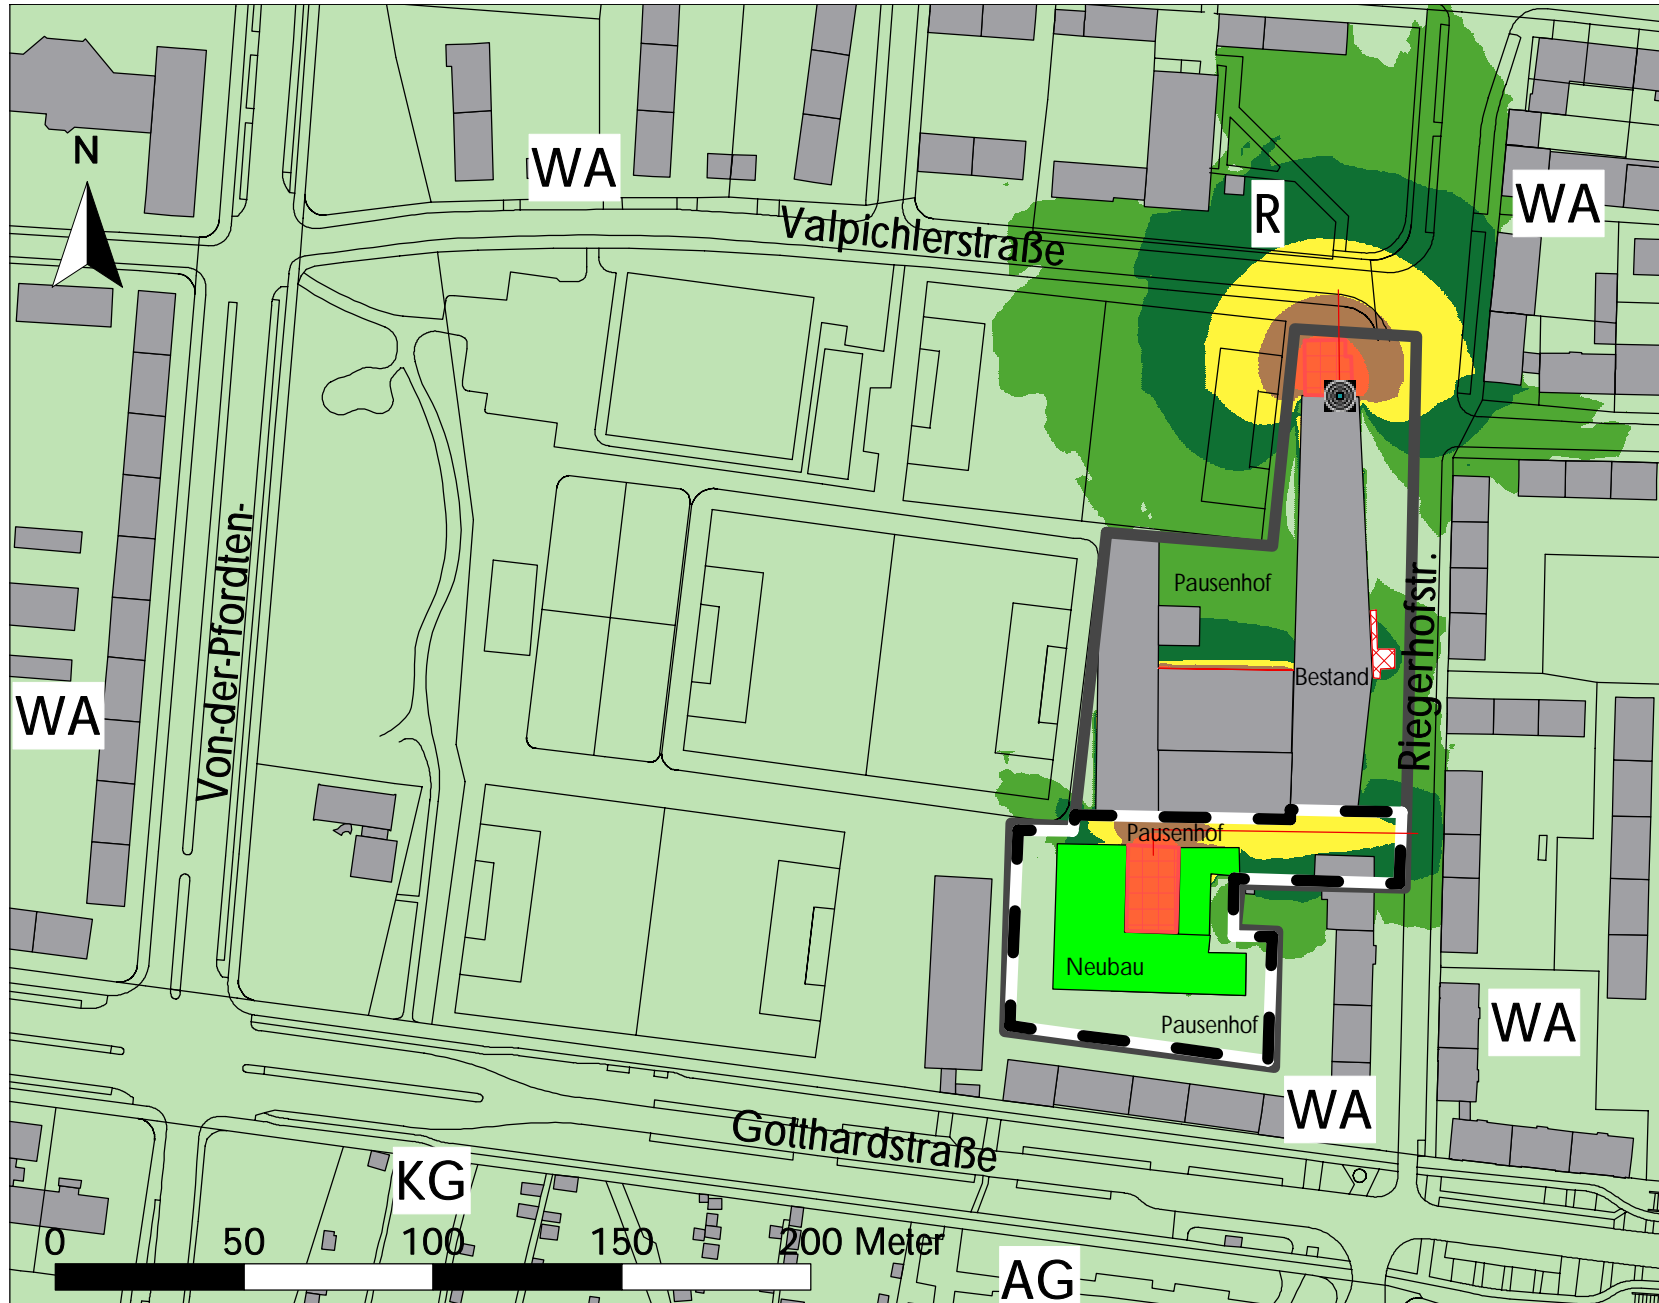 N
WA
WA
R
Valpichlerstraße
Von-der-Pfordten-
Pausenhof
Riegerhofstr.
Bestand
WA
Pausenhof
Neubau
Pausenhof
WA
WA
Gotthardstraße
KG
0 50 100 150 200 Meter
AG